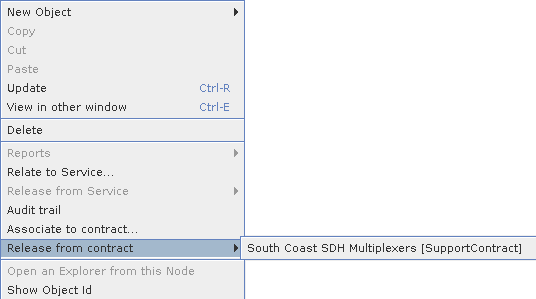 New Object
Copy
Cut
Paste
Update Ctrl-R
View in other window Ctrl-E
Delete
Reports
Relate to Service...
Release from Service
Audit trail
Associate to contract...
Release from contract South Coast SDH Multiplexers [SupportContract]
Open an Explorer from this Node
Show Object Id